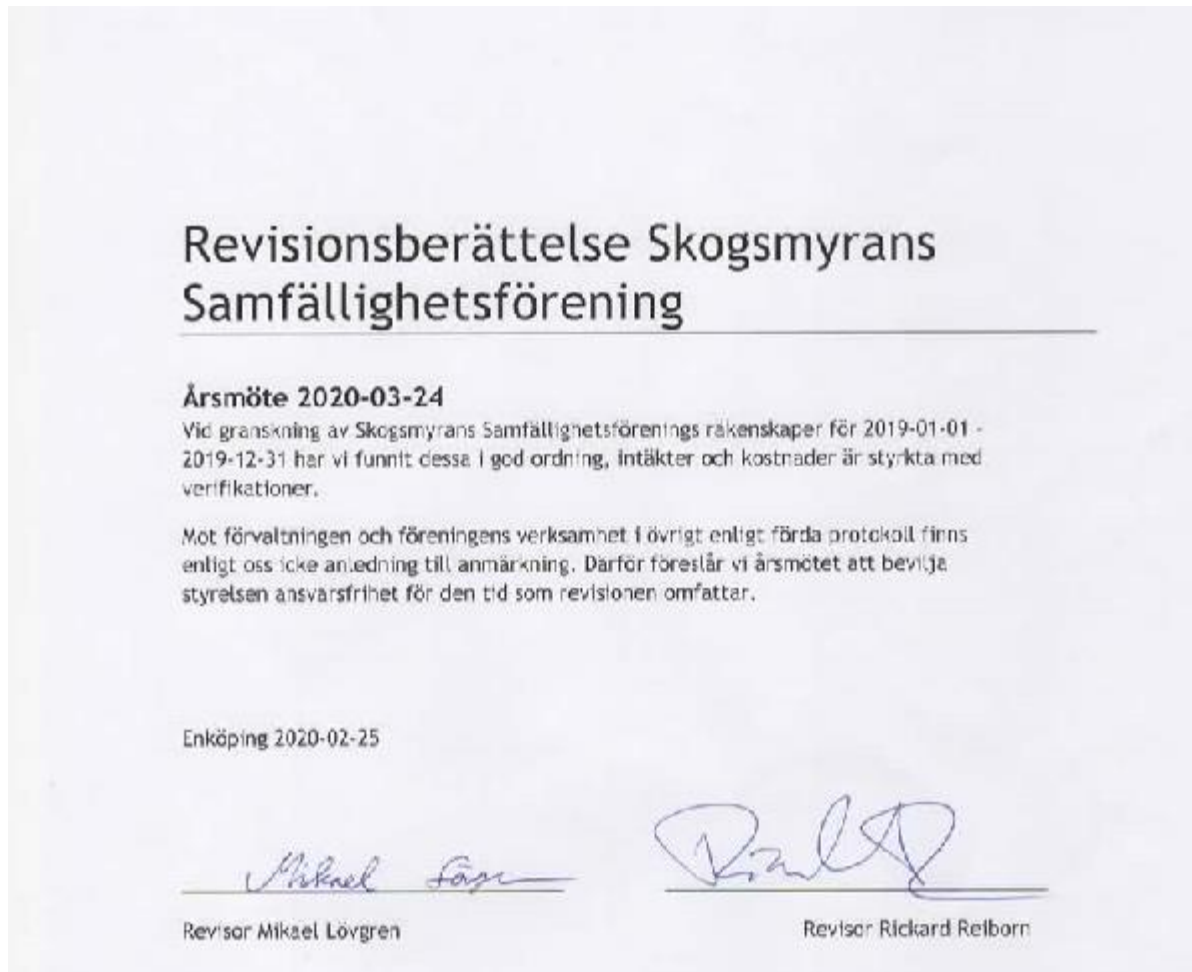 Revisionsberättelse Skogsmyrans
Samfällighetsförening
Årsmöte 2020-03-24
Vid granskning av Skogsmyrans Samfällighetsförenings räkenskaper för 2019-01-01 -
2019-12-31 har vi funnit dessa i god ordning, intäkter och kostnader är styrkta med
verifikationer.
Mot förvaltningen och föreningens verksamhet i övrigt enligt förda protokoll finns
enligt oss icke anledning till anmärkning. Därför föreslår vi årsmötet att bevilja
styrelsen ansvarsfrihet för den tid som revisionen omfattar.
Enköping 2020-02-25
Mikael
Revisor Mikael Lövgren
Revisor Rickard Reiborn